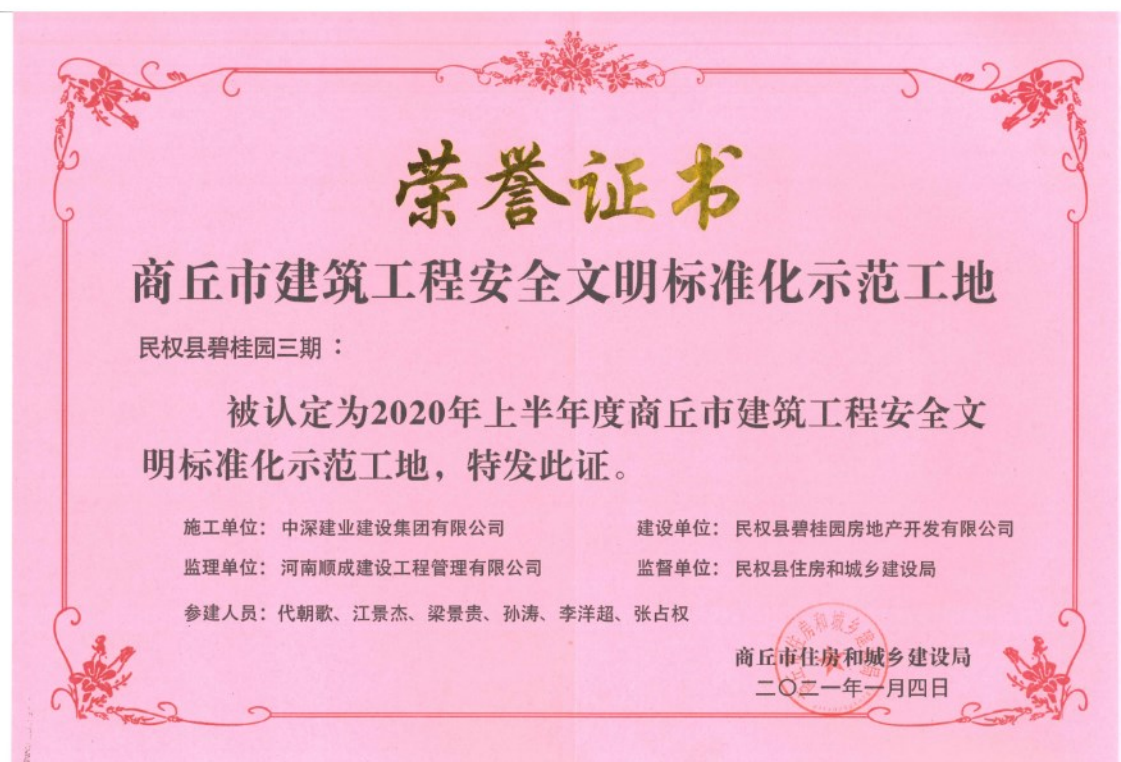 荣誉证书
商丘市建筑工程安全文明标准化示范工地
民权县碧桂园三期：
被认定为2020年上半年度商丘市建筑工程安全文
明标准化示范工地，特发此证。
施工单位：中深建业建设集团有限公司 建设单位：民权县碧桂园房地产开发有限公司
监理单位：河南顺成建设工程管理有限公司 监督单位：民权县住房和城乡建设局
参建人员：代朝歌、江景杰、梁景贵、孙涛、李洋超、张占权
商丘市住房和城乡建设局
二〇二一年一月四日